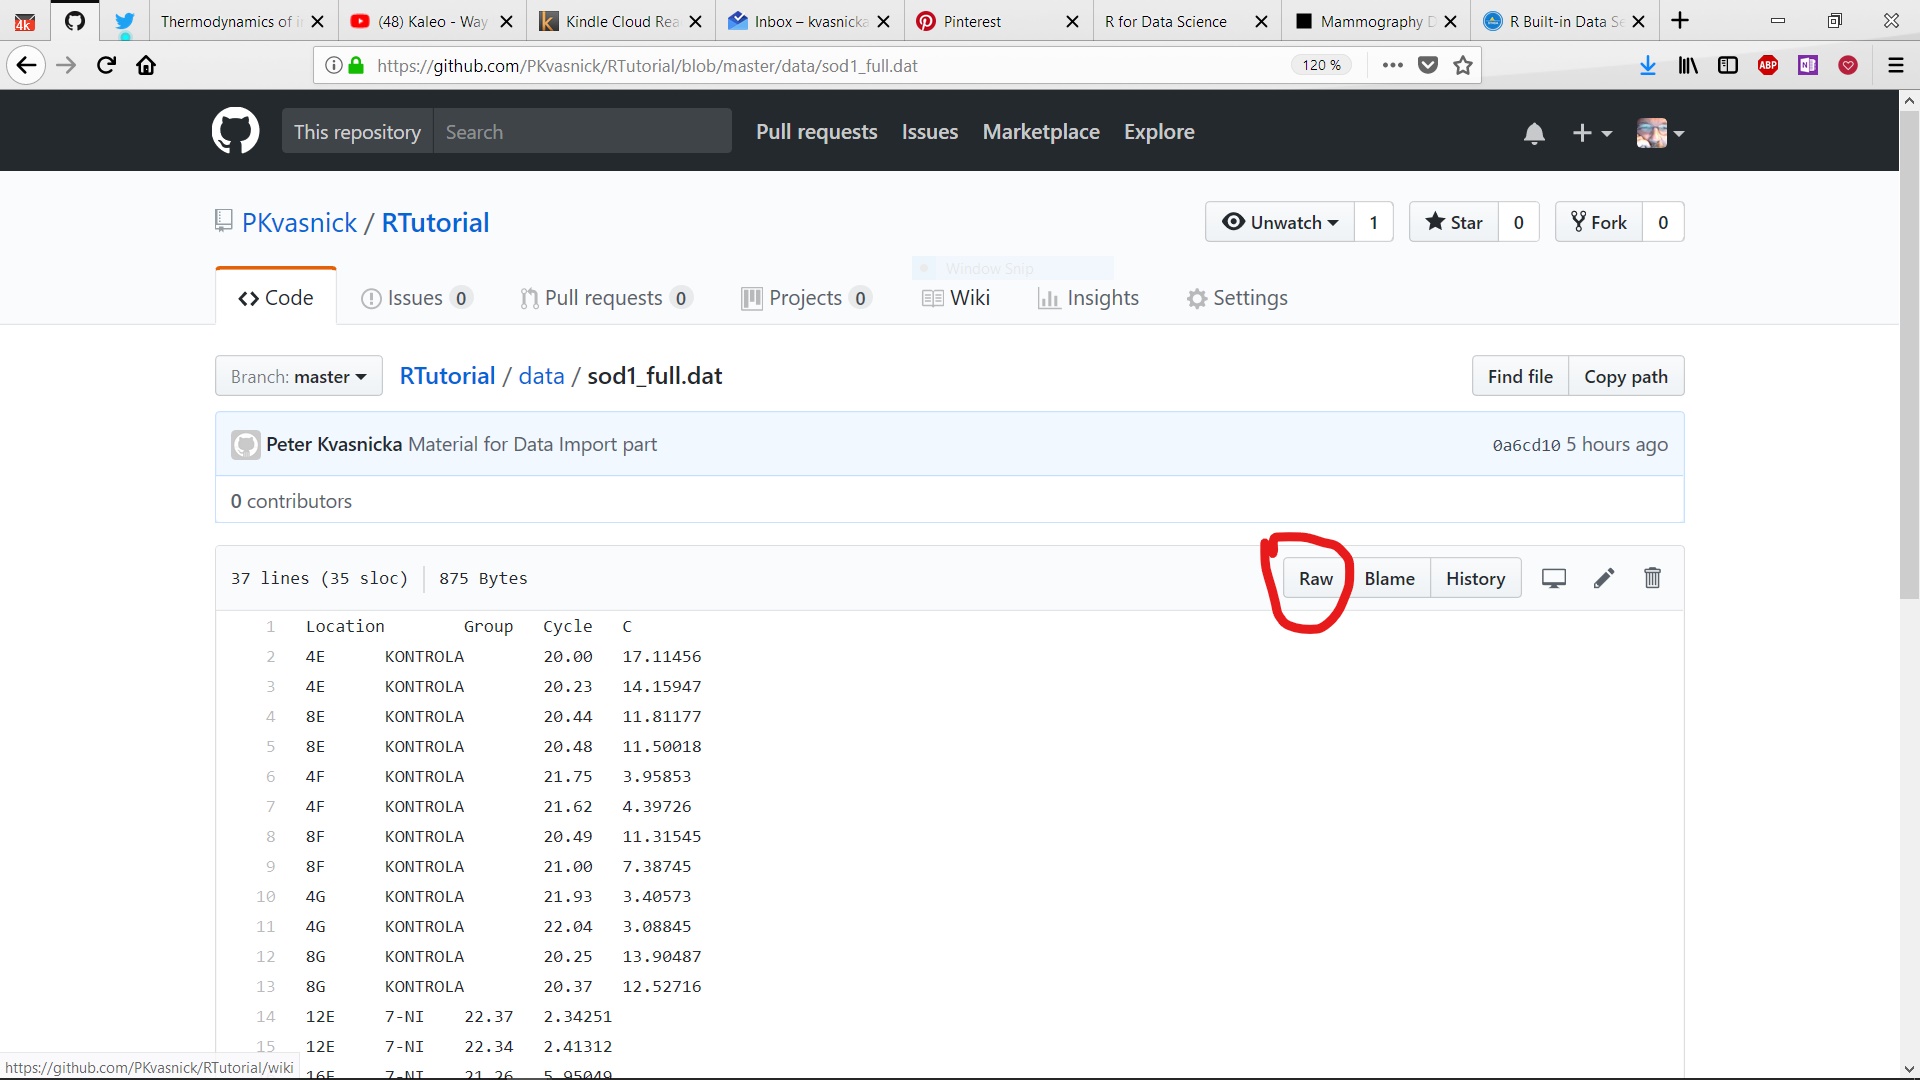 4k Thermodynamics of i (48) Kaleo - Way Kindle Cloud Rea Inbox – kvasnicka Pinterest R for Data Science Mammography D R Built-in Data Se
https://github.com/PKvasnick/RTutorial/blob/master/data/sod1_full.dat 120 % ABP N
This repository Search Pull requests Issues Marketplace Explore
PKvasnick / RTutorial Unwatch 1 Star 0 Fork 0
Window Snip
Code Issues 0 Pull requests 0 Projects 0 Wiki Insights Settings
Branch: master RTutorial / data / sod1_full.dat Find file Copy path
Peter Kvasnicka Material for Data Import part 0a6cd10 5 hours ago
0 contributors
37 lines (35 sloc) 875 Bytes Raw Blame History
1 Location Group Cycle C
2 4E KONTROLA 20.00 17.11456
3 4E KONTROLA 20.23 14.15947
4 8E KONTROLA 20.44 11.81177
5 8E KONTROLA 20.48 11.50018
6 4F KONTROLA 21.75 3.95853
7 4F KONTROLA 21.62 4.39726
8 8F KONTROLA 20.49 11.31545
9 8F KONTROLA 21.00 7.38745
10 4G KONTROLA 21.93 3.40573
11 4G KONTROLA 22.04 3.08845
12 8G KONTROLA 20.25 13.90487
13 8G KONTROLA 20.37 12.52716
14 12E 7-NI 22.37 2.34251
15 12E 7-NI 22.34 2.41312
16F 7-NI 21.26 5.95049
https://github.com/PKvasnick/RTutorial/wiki